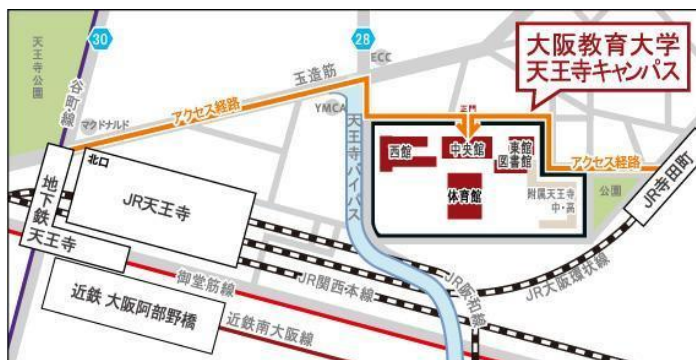 天王寺公園
30
谷町線
マクドナルド
アクセス経路
玉造筋
28
ECC
YMCA
天王寺バイパス
大阪教育大学
天王寺キャンパス
正門
西館
中央館
東館
図書館
体育館
附属天王寺
中・高
アクセス経路
公園
JR寺田町
北口
JR天王寺
地下鉄
天王寺
近鉄 大阪阿部野橋
御堂筋線
JR関西本線
近鉄南大阪線
JR阪和線
JR大阪環状線